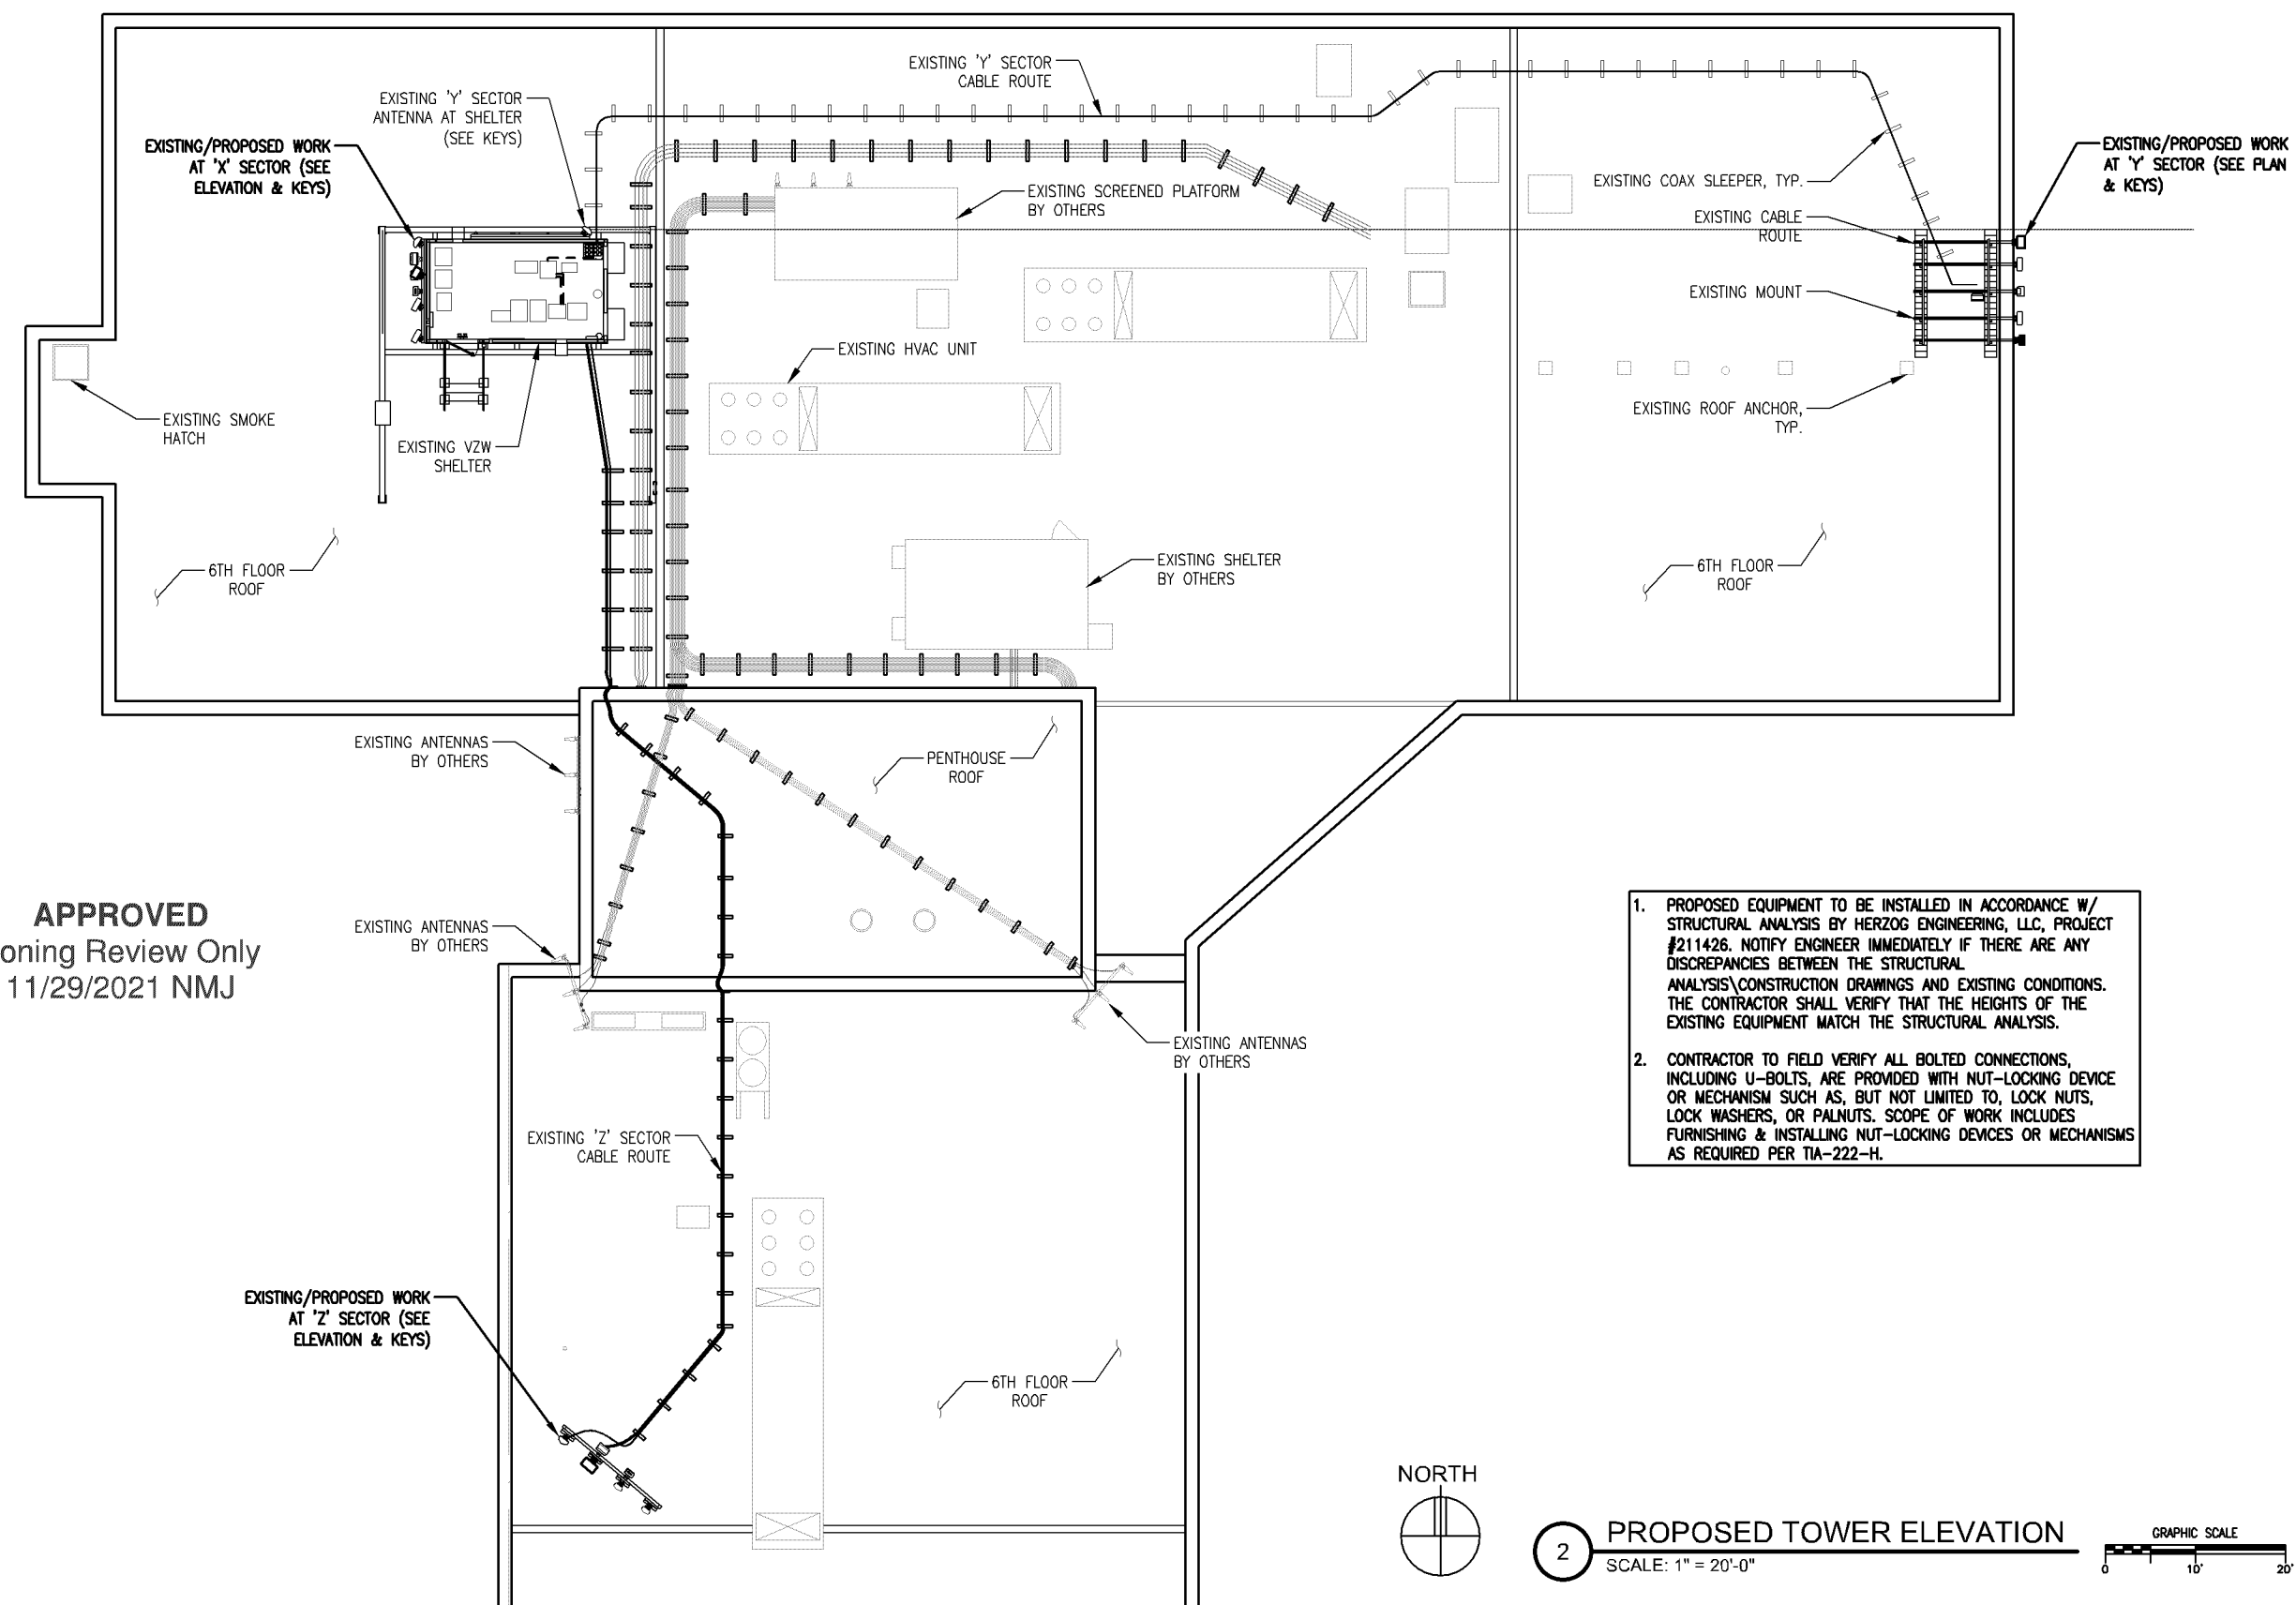 EXISTING 'Y' SECTOR
CABLE ROUTE
EXISTING 'Y' SECTOR
ANTENNA AT SHELTER
(SEE KEYS)
EXISTING/PROPOSED WORK
AT 'X' SECTOR (SEE
ELEVATION & KEYS)
EXISTING/PROPOSED WORK
AT 'Y' SECTOR (SEE PLAN
& KEYS)
EXISTING SCREENED PLATFORM
BY OTHERS
EXISTING COAX SLEEPER, TYP.
EXISTING CABLE
ROUTE
EXISTING MOUNT
EXISTING HVAC UNIT
EXISTING SMOKE
HATCH
EXISTING VZW
SHELTER
EXISTING ROOF ANCHOR,
TYP.
6TH FLOOR
ROOF
EXISTING SHELTER
BY OTHERS
6TH FLOOR
ROOF
EXISTING ANTENNAS
BY OTHERS
PENTHOUSE
ROOF
APPROVED
oning Review Only
11/29/2021 NMJ
EXISTING ANTENNAS
BY OTHERS
EXISTING ANTENNAS
BY OTHERS
1. PROPOSED EQUIPMENT TO BE INSTALLED IN ACCORDANCE W/
STRUCTURAL ANALYSIS BY HERZOG ENGINEERING, LLC, PROJECT
#211426. NOTIFY ENGINEER IMMEDIATELY IF THERE ARE ANY
DISCREPANCIES BETWEEN THE STRUCTURAL
ANALYSIS\CONSTRUCTION DRAWINGS AND EXISTING CONDITIONS.
THE CONTRACTOR SHALL VERIFY THAT THE HEIGHTS OF THE
EXISTING EQUIPMENT MATCH THE STRUCTURAL ANALYSIS.
2. CONTRACTOR TO FIELD VERIFY ALL BOLTED CONNECTIONS,
INCLUDING U-BOLTS, ARE PROVIDED WITH NUT-LOCKING DEVICE
OR MECHANISM SUCH AS, BUT NOT LIMITED TO, LOCK NUTS,
LOCK WASHERS, OR PALNUTS. SCOPE OF WORK INCLUDES
FURNISHING & INSTALLING NUT-LOCKING DEVICES OR MECHANISMS
AS REQUIRED PER TIA-222-H.
EXISTING 'Z' SECTOR
CABLE ROUTE
EXISTING/PROPOSED WORK
AT 'Z' SECTOR (SEE
ELEVATION & KEYS)
6TH FLOOR
ROOF
NORTH
2 PROPOSED TOWER ELEVATION
SCALE: 1" = 20'-0"
GRAPHIC SCALE
0 10' 20'